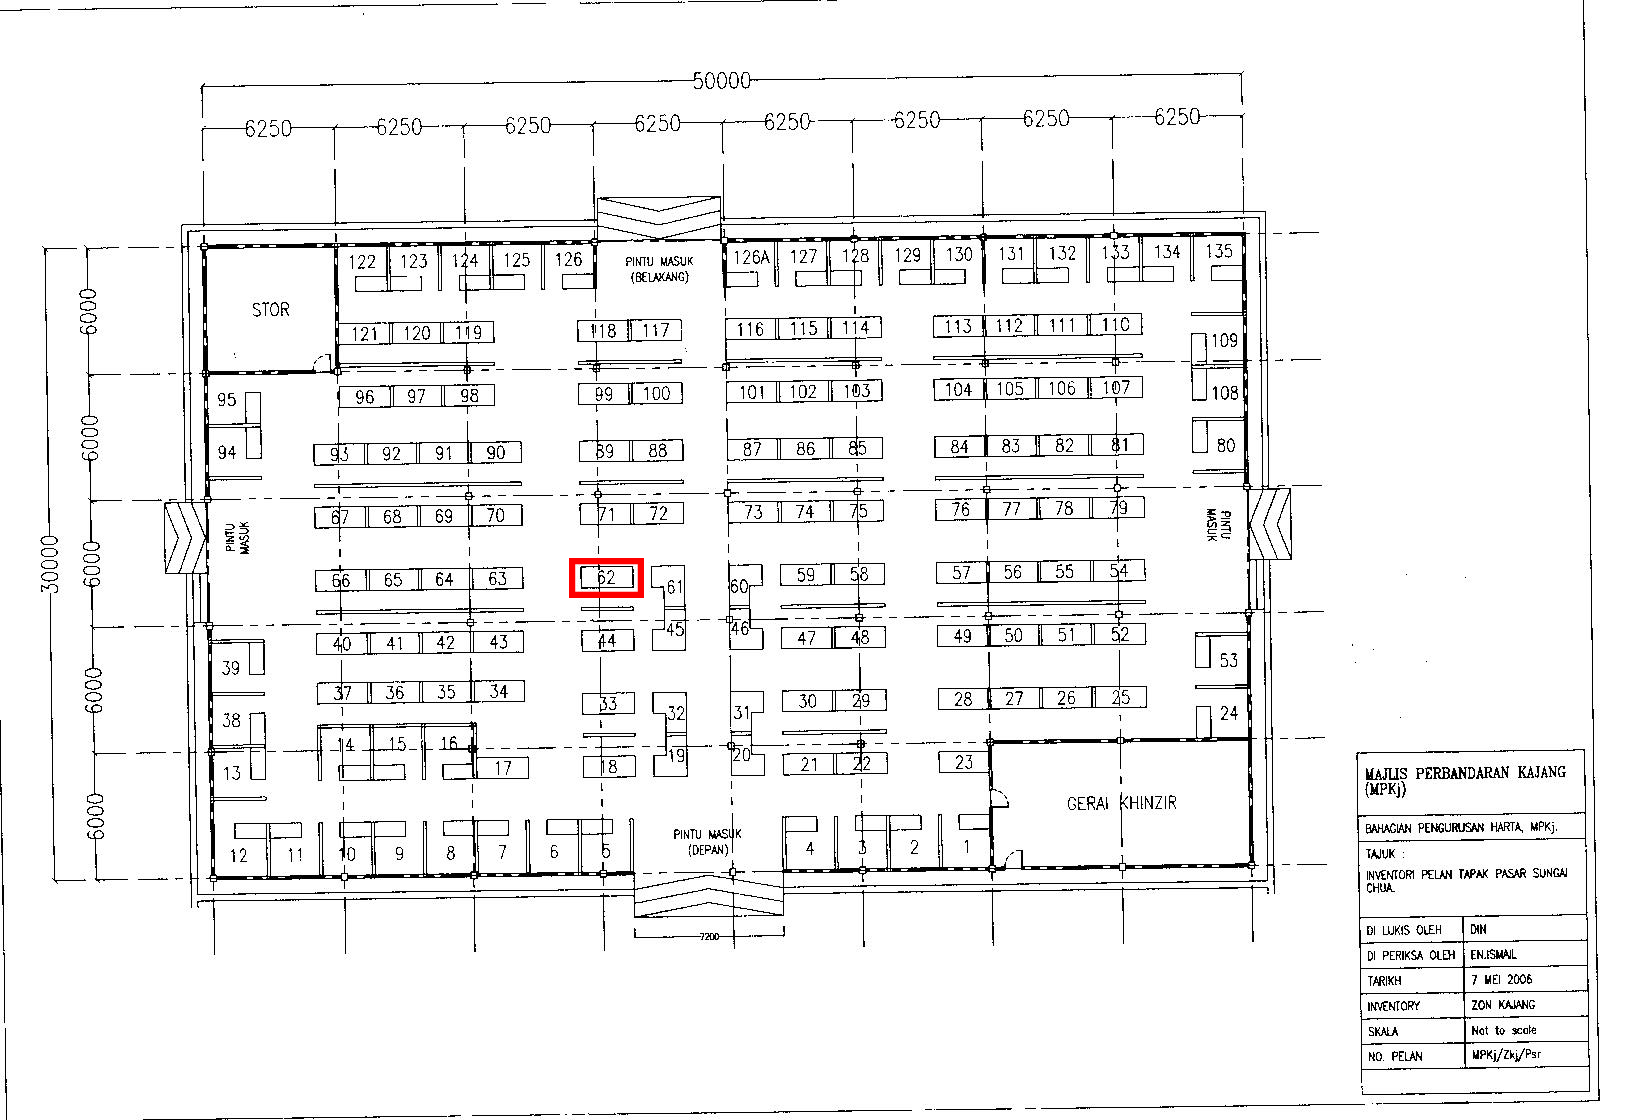 50000
6250 6250 6250 6250 6250 6250 6250 6250
122 123 124 125 126 PINTU MASUK 126A 127 128 129 130 131 132 133 134 135
(BELAKANG)
STOR
121 120 119 118 117 116 115 114 113 112 111 110
109
96 97 98 99 100 101 102 103 104 105 106 107
95 108
94 93 92 91 90 89 88 87 86 85 84 83 82 81 80
67 68 69 70 71 72 73 74 75 76 77 78 79
PINTU MASUK
PINTU MASUK
66 65 64 63 62 61 60 59 58 57 56 55 54
40 41 42 43 44 45 46 47 48 49 50 51 52
39 53
37 36 35 34 33 32 31 30 29 28 27 26 25
38 24
14 15 16
13 17 18 19 20 21 22 23
GERAI KHINZIR
PINTU MASUK
(DEPAN)
12 11 10 9 8 7 6 5 4 3 2 1
7200
30000
6000
6000
6000
6000
6000
MAJLIS PERBANDARAN KAJANG
(MPKj)
BAHAGIAN PENGURUSAN HARTA, MPKj.
TAJUK :
INVENTORI PELAN TAPAK PASAR SUNGAI
CHUA.
DI LUKIS OLEH DIN
DI PERIKSA OLEH EN.ISMAIL
TARIKH 7 MEI 2006
INVENTORY ZON KAJANG
SKALA Not to scale
NO. PELAN MPKj/Zkj/Psr